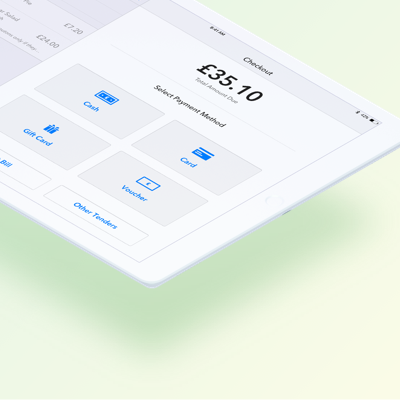 9:41 AM
Checkout
£7.20
£24.00
£35.10
Total Amount Due
Select Payment Method
Cash
Card
Gift Card
Voucher
Bill
Other Tenders